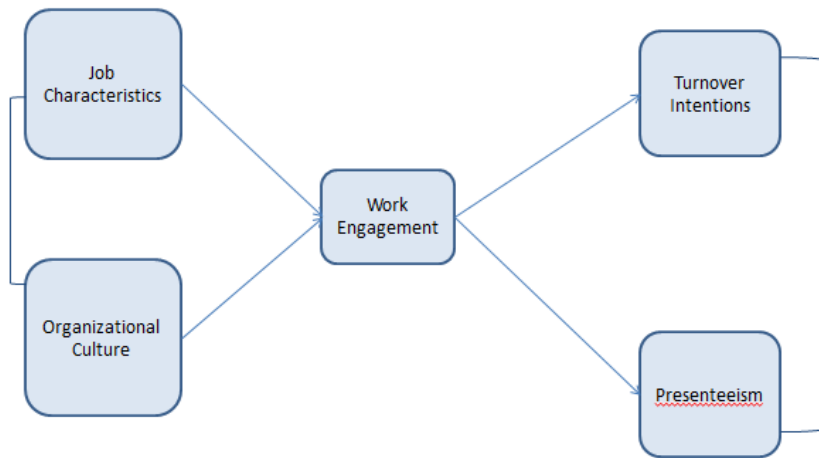 Job
Characteristics
Turnover
Intentions
Work
Engagement
Organizational
Culture
Presenteeism